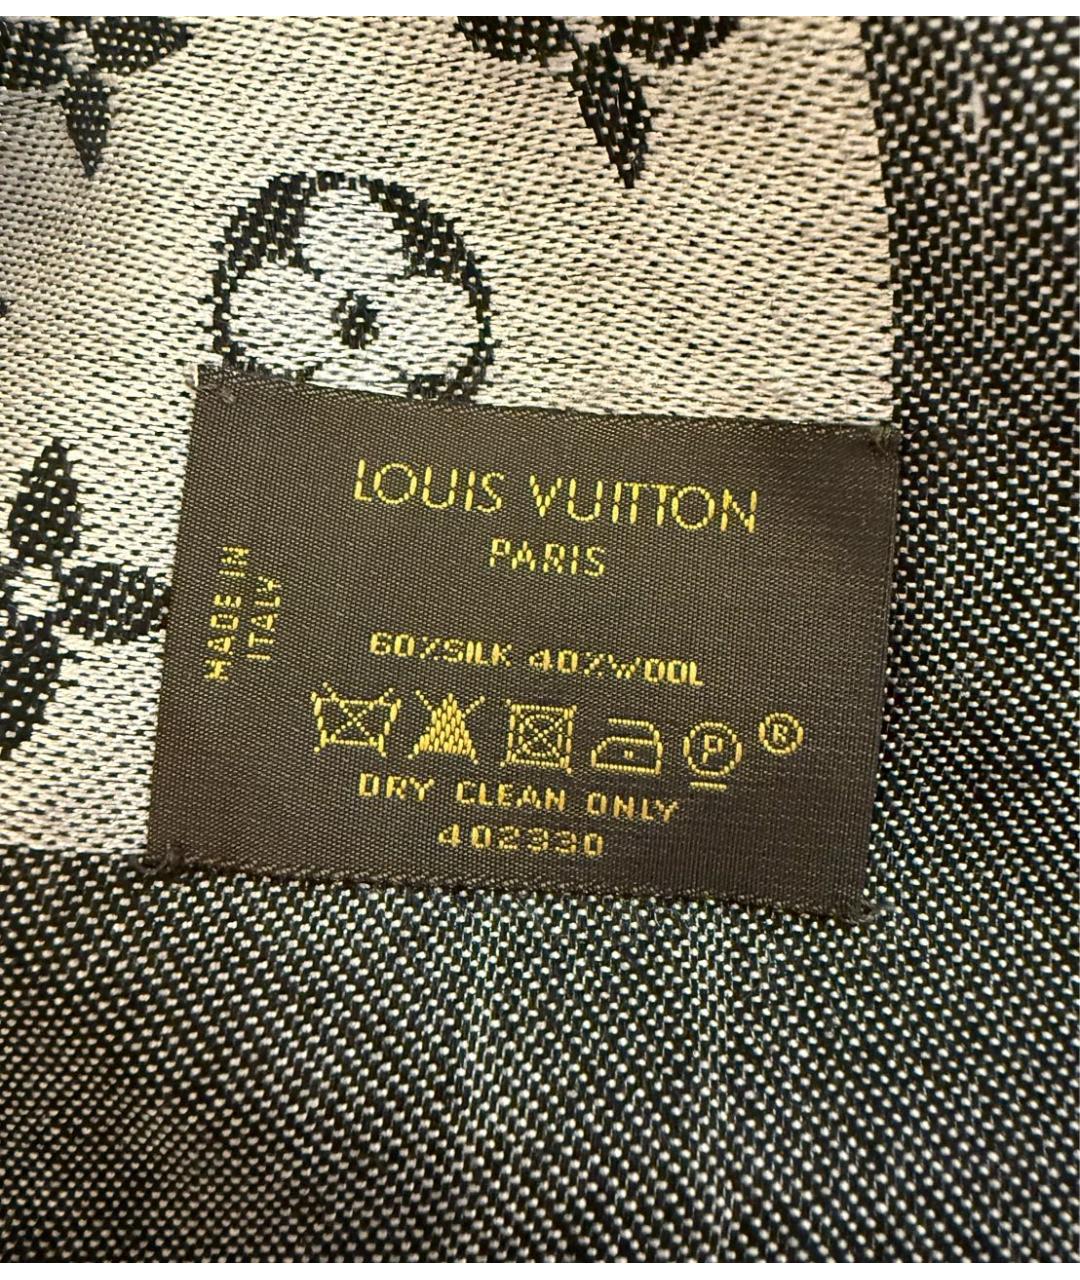 LOUIS VUITTON
PARIS
MADE IN
ITALY
60%SILK 40%WOOL
P ®
DRY CLEAN ONLY
402330